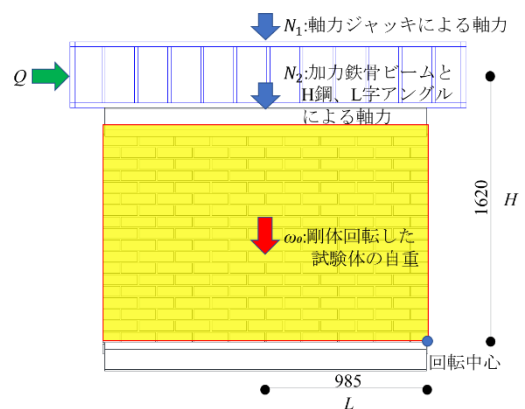 N₁:軸力ジャッキによる軸力
Q
N₂:加力鉄骨ビームと
H鋼、L字アングル
による軸力
1620
H
ω₀:剛体回転した
試験体の自重
回転中心
985
L